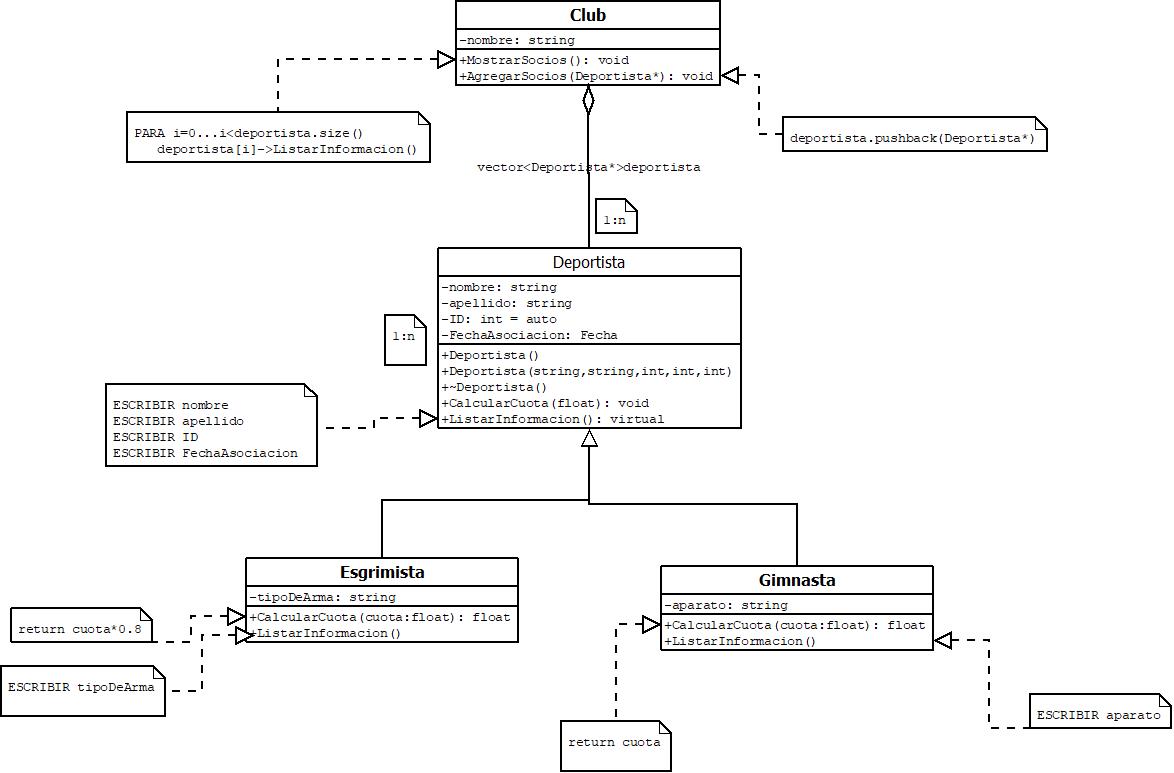 Club
-nombre: string
+MostrarSocios(): void
+AgregarSocios(Deportista*): void
PARA i=0...i<deportista.size()
deportista[i]->ListarInformacion()
deportista.pushback(Deportista*)
vector<Deportista*>deportista
1:n
Deportista
-nombre: string
-apellido: string
-ID: int = auto
-FechaAsociacion: Fecha
+Deportista()
+Deportista(string,string,int,int,int)
+~Deportista()
+CalcularCuota(float): void
+ListarInformacion(): virtual
1:n
ESCRIBIR nombre
ESCRIBIR apellido
ESCRIBIR ID
ESCRIBIR FechaAsociacion
Esgrimista
-tipoDeArma: string
+CalcularCuota(cuota:float): float
+ListarInformacion()
return cuota*0.8
ESCRIBIR tipoDeArma
Gimnasta
-aparato: string
+CalcularCuota(cuota:float): float
+ListarInformacion()
return cuota
ESCRIBIR aparato